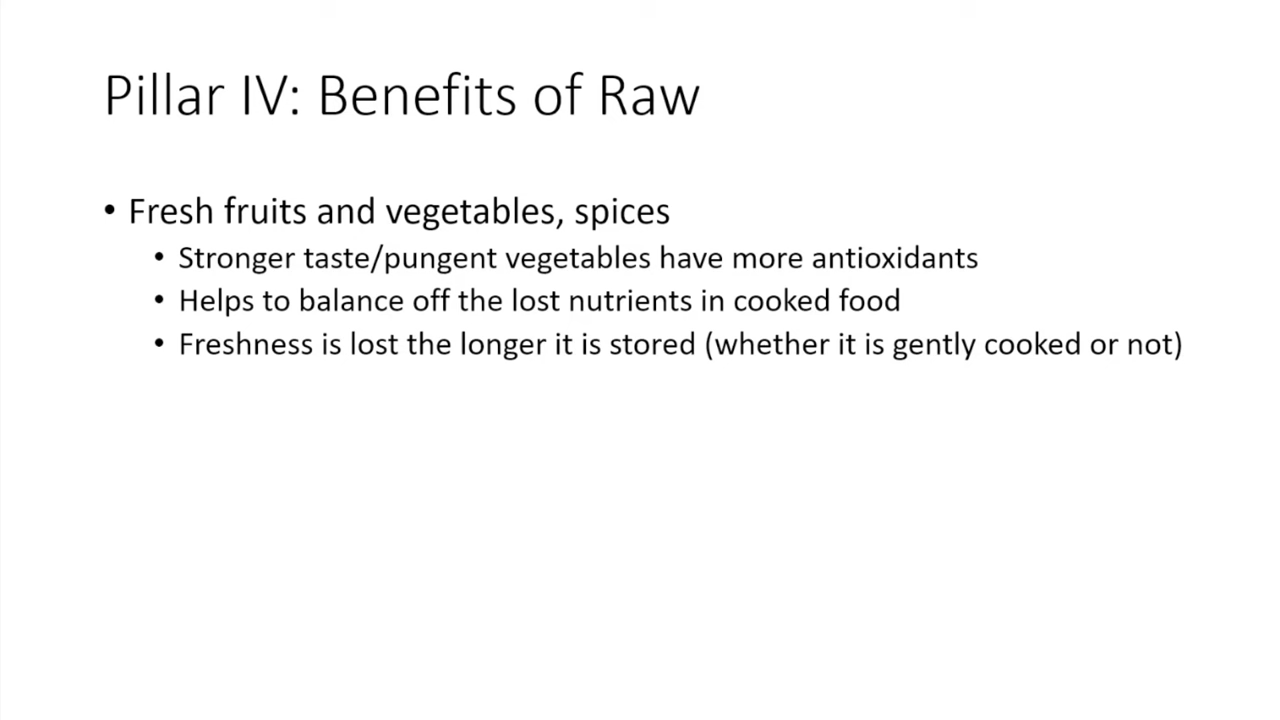 Pillar IV: Benefits of Raw
• Fresh fruits and vegetables, spices
• Stronger taste/pungent vegetables have more antioxidants
• Helps to balance off the lost nutrients in cooked food
• Freshness is lost the longer it is stored (whether it is gently cooked or not)